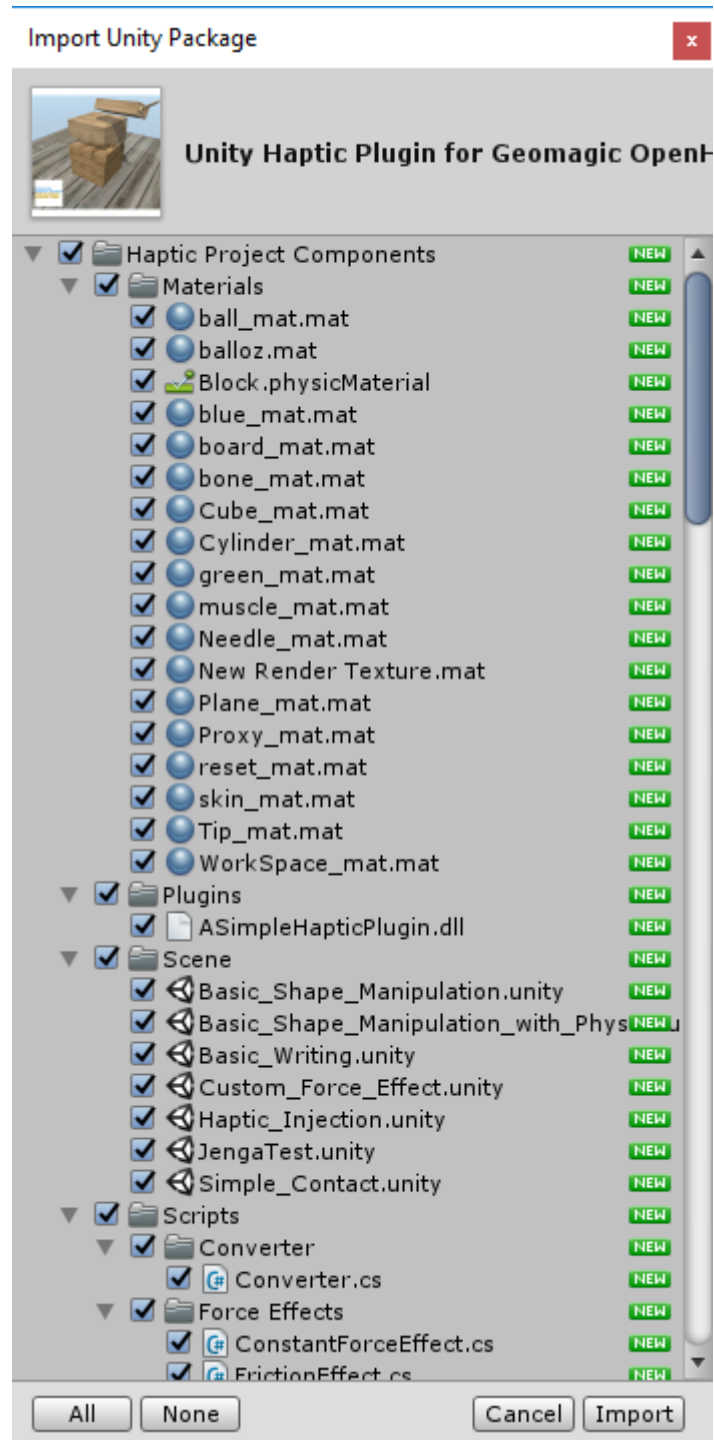 Import Unity Package
x
Unity Haptic Plugin for Geomagic OpenH
Haptic Project Components NEW
Materials NEW
ball_mat.mat NEW
balloz.mat NEW
Block.physicMaterial NEW
blue_mat.mat NEW
board_mat.mat NEW
bone_mat.mat NEW
Cube_mat.mat NEW
Cylinder_mat.mat NEW
green_mat.mat NEW
muscle_mat.mat NEW
Needle_mat.mat NEW
New Render Texture.mat NEW
Plane_mat.mat NEW
Proxy_mat.mat NEW
reset_mat.mat NEW
skin_mat.mat NEW
Tip_mat.mat NEW
WorkSpace_mat.mat NEW
Plugins NEW
ASimpleHapticPlugin.dll NEW
Scene NEW
Basic_Shape_Manipulation.unity NEW
Basic_Shape_Manipulation_with_Phys NEW u
Basic_Writing.unity NEW
Custom_Force_Effect.unity NEW
Haptic_Injection.unity NEW
JengaTest.unity NEW
Simple_Contact.unity NEW
Scripts NEW
Converter NEW
Converter.cs NEW
Force Effects NEW
ConstantForceEffect.cs NEW
FrictionEffect.cs NEW
All None Cancel Import